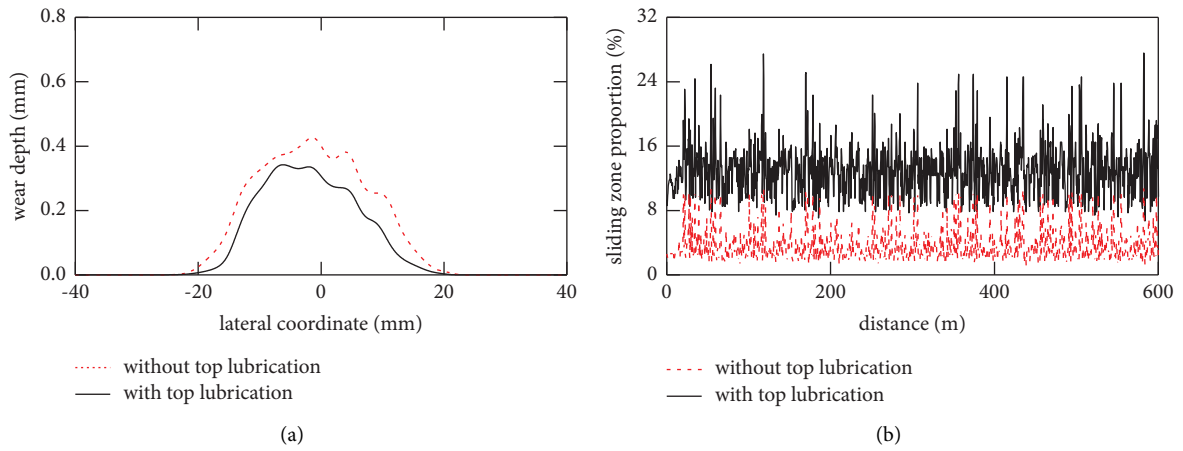 0.8
0.6
0.4
0.2
0.0
wear depth (mm)
-40 -20 0 20 40
lateral coordinate (mm)
without top lubrication
with top lubrication
(a)
32
24
16
8
0
sliding zone proportion (%)
0 200 400 600
distance (m)
without top lubrication
with top lubrication
(b)